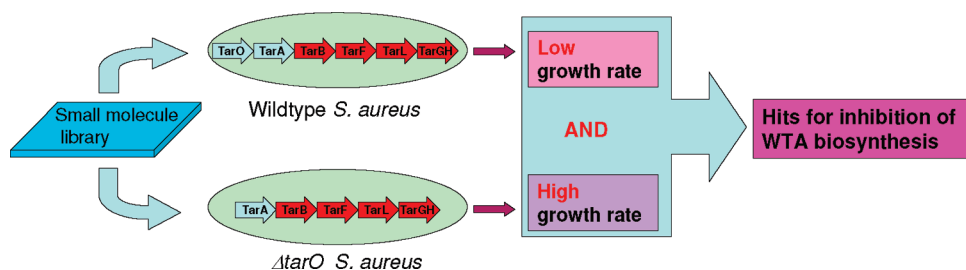 Small molecule
library
TarO TarA TarB TarF TarL TarGH
Wildtype S. aureus
TarA TarB TarF TarL TarGH
ΔtarO S. aureus
Low
growth rate
AND
High
growth rate
Hits for inhibition of
WTA biosynthesis